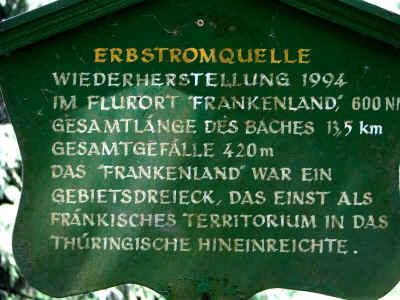 ERBSTROMQUELLE
WIEDERHERSTELLUNG 1994
IM FLURORT "FRANKENLAND," 600 NN
GESAMTLÄNGE DES BACHES 13,5 km
GESAMTGEFÄLLE 420 m
DAS "FRANKENLAND" WAR EIN
GEBIETSDREIECK, DAS EINST ALS
FRÄNKISCHES TERRITORIUM IN DAS
THÜRINGISCHE HINEINREICHTE.